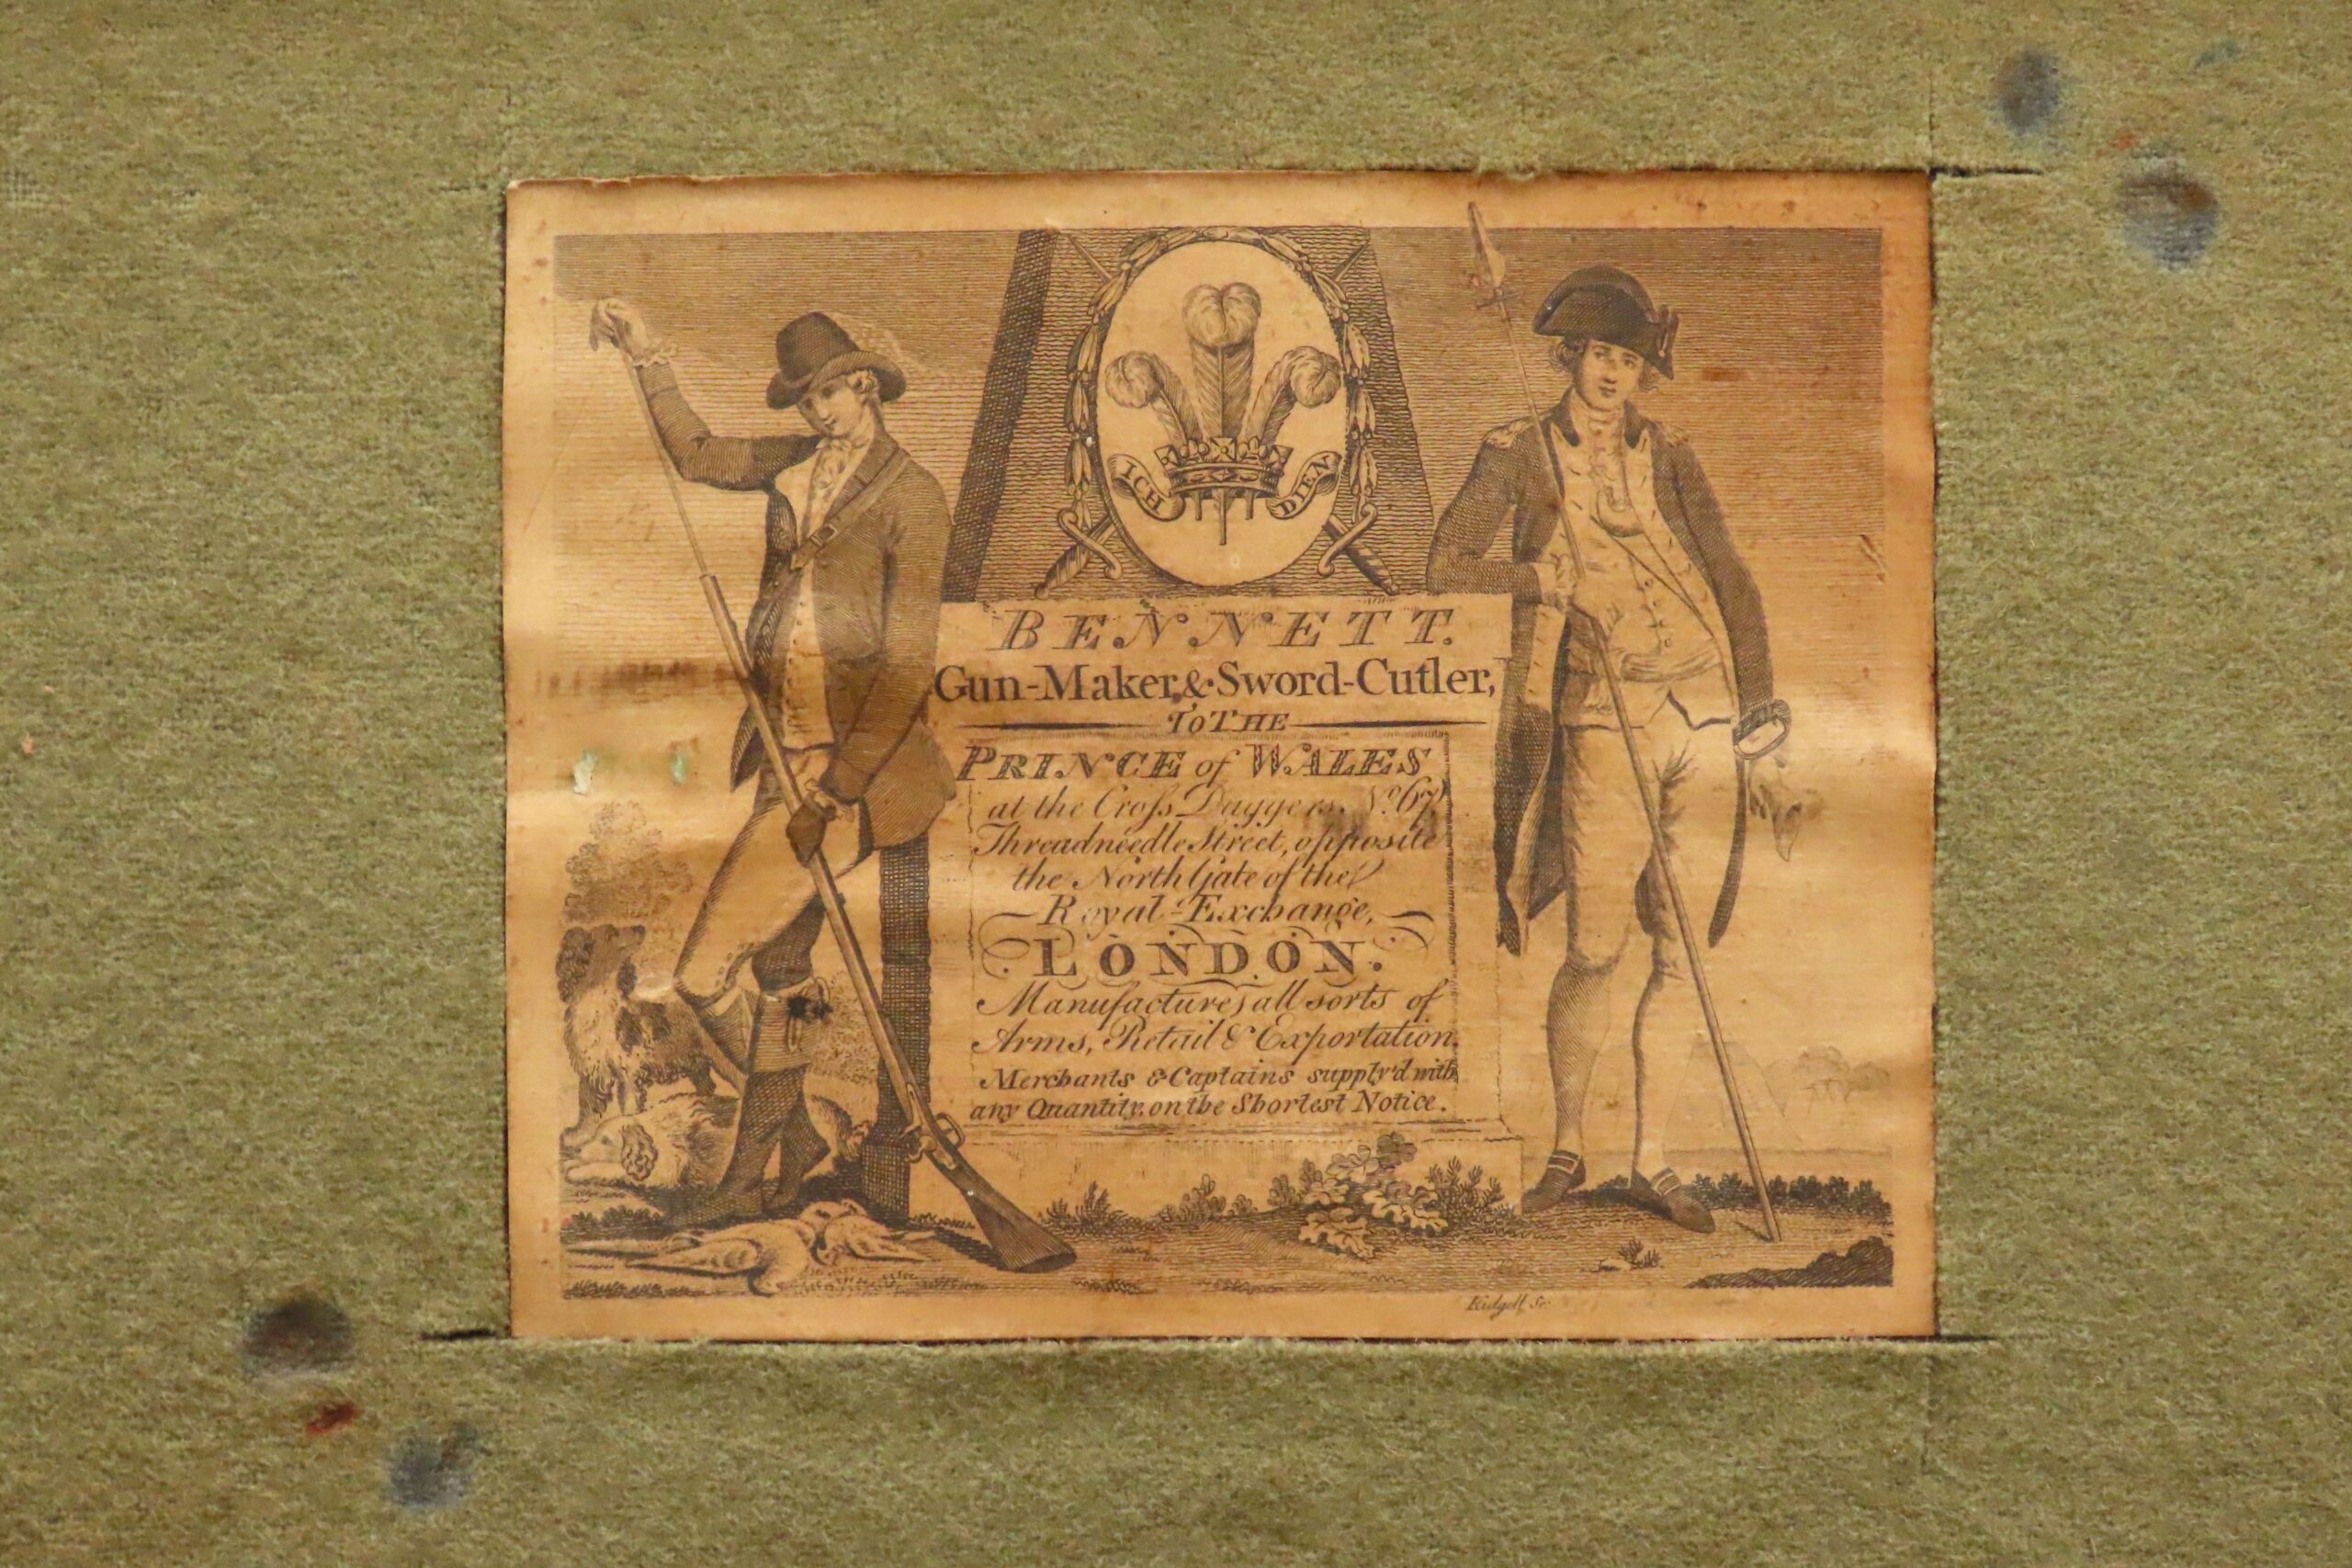 ICH DIEN
BENNETT.
Gun-Maker, & Sword-Cutler,
To THE
PRINCE of WALES
at the Cross Daggers, No. 67,
Threadneedle Street, opposite
the North Gate of the
Royal-Exchange,
LONDON.
Manufactures all sorts of
Arms, Retail & Exportation.
Merchants & Captains supply'd with
any Quantity, on the Shortest Notice.
Kidgell Sc.